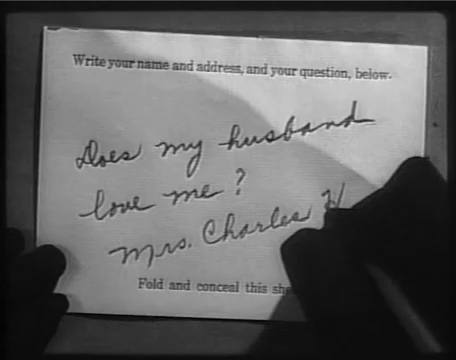 Write your name and address, and your question, below.
Does my husband
love me?
Mrs. Charles H
Fold and conceal this